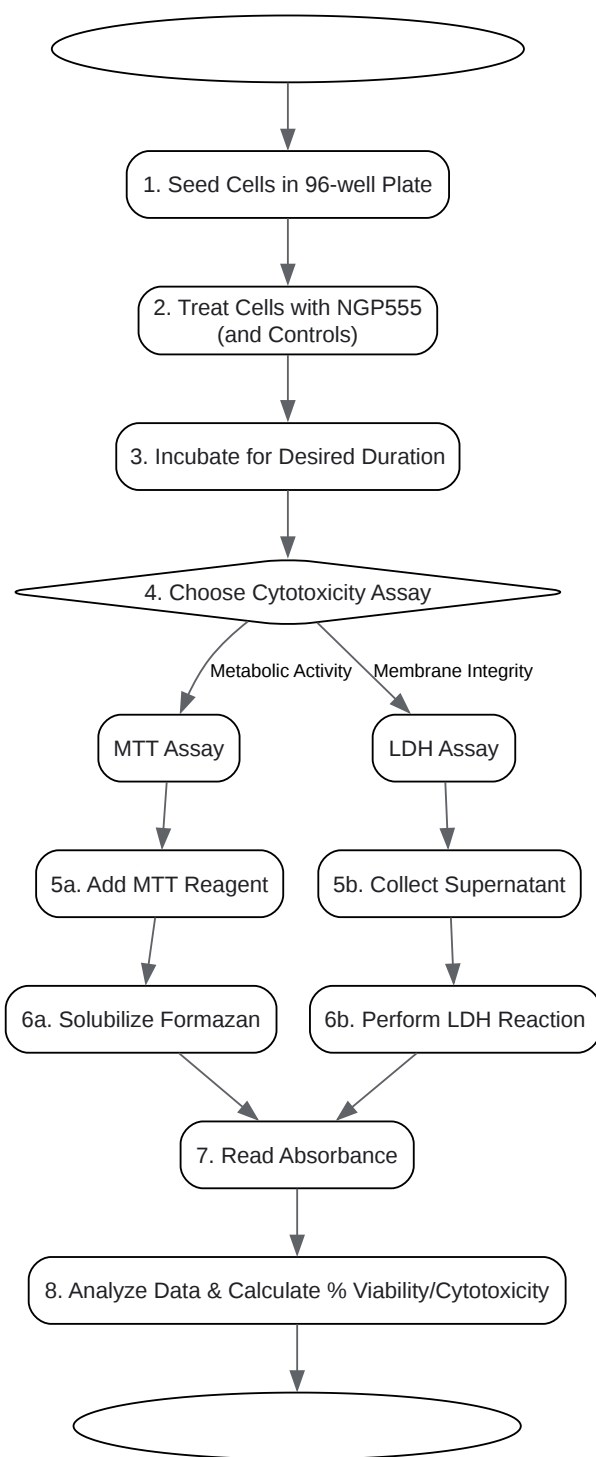 1. Seed Cells in 96-well Plate
2. Treat Cells with NGP555
(and Controls)
3. Incubate for Desired Duration
4. Choose Cytotoxicity Assay
Metabolic Activity
Membrane Integrity
MTT Assay
LDH Assay
5a. Add MTT Reagent
5b. Collect Supernatant
6a. Solubilize Formazan
6b. Perform LDH Reaction
7. Read Absorbance
8. Analyze Data & Calculate % Viability/Cytotoxicity